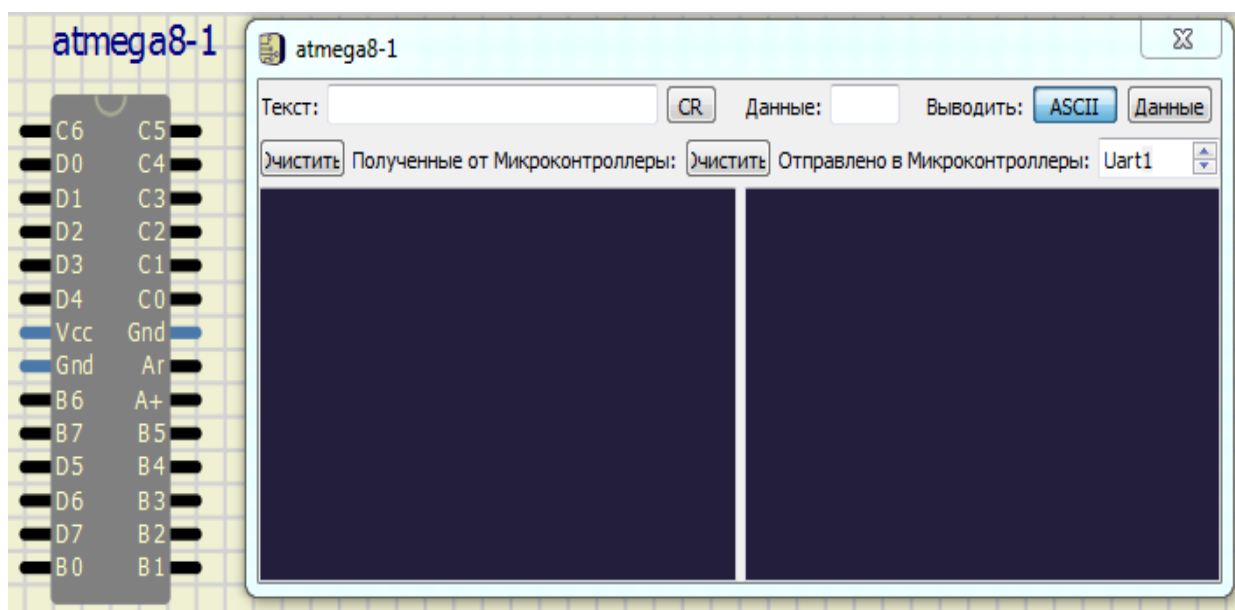 atmega8-1
C6 C5
D0 C4
D1 C3
D2 C2
D3 C1
D4 C0
Vcc Gnd
Gnd Ar
B6 A+
B7 B5
D5 B4
D6 B3
D7 B2
B0 B1
atmega8-1
Текст: CR Данные: Выводить: ASCII Данные
Очистить Полученные от Микроконтроллеры: Очистить Отправлено в Микроконтроллеры: Uart1